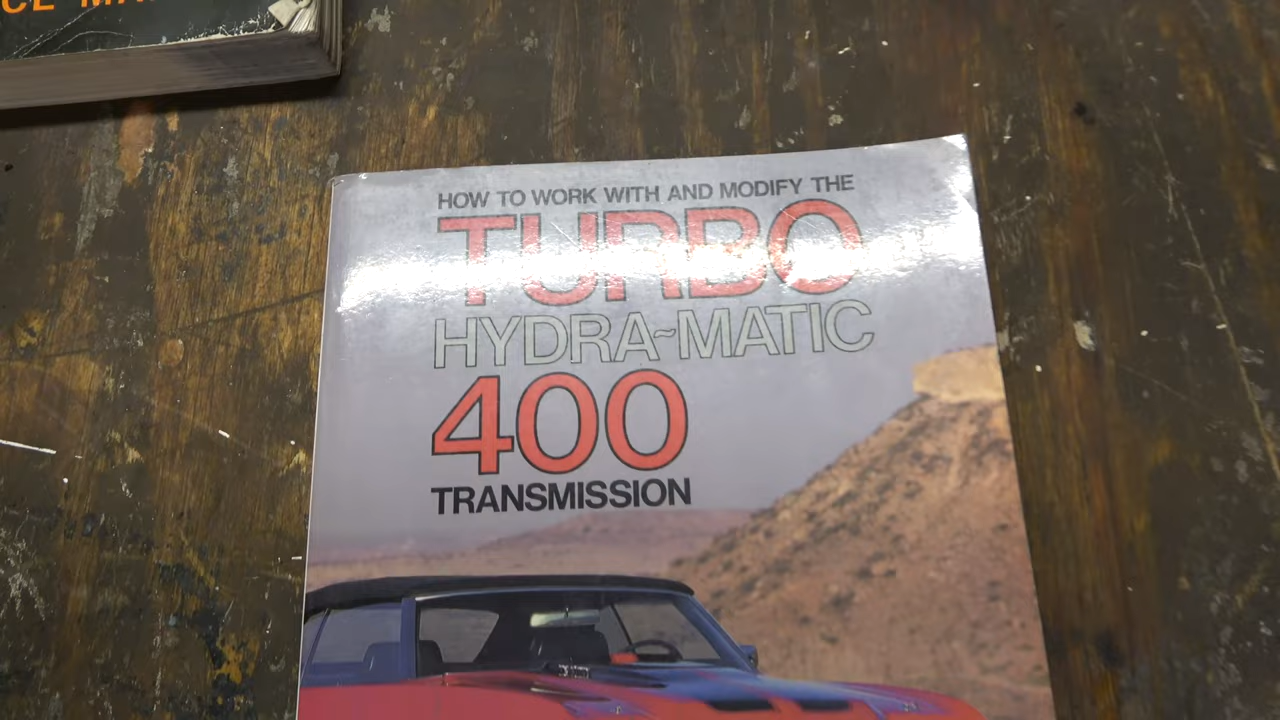 HOW TO WORK WITH AND MODIFY THE
TURBO
HYDRA~MATIC
400
TRANSMISSION